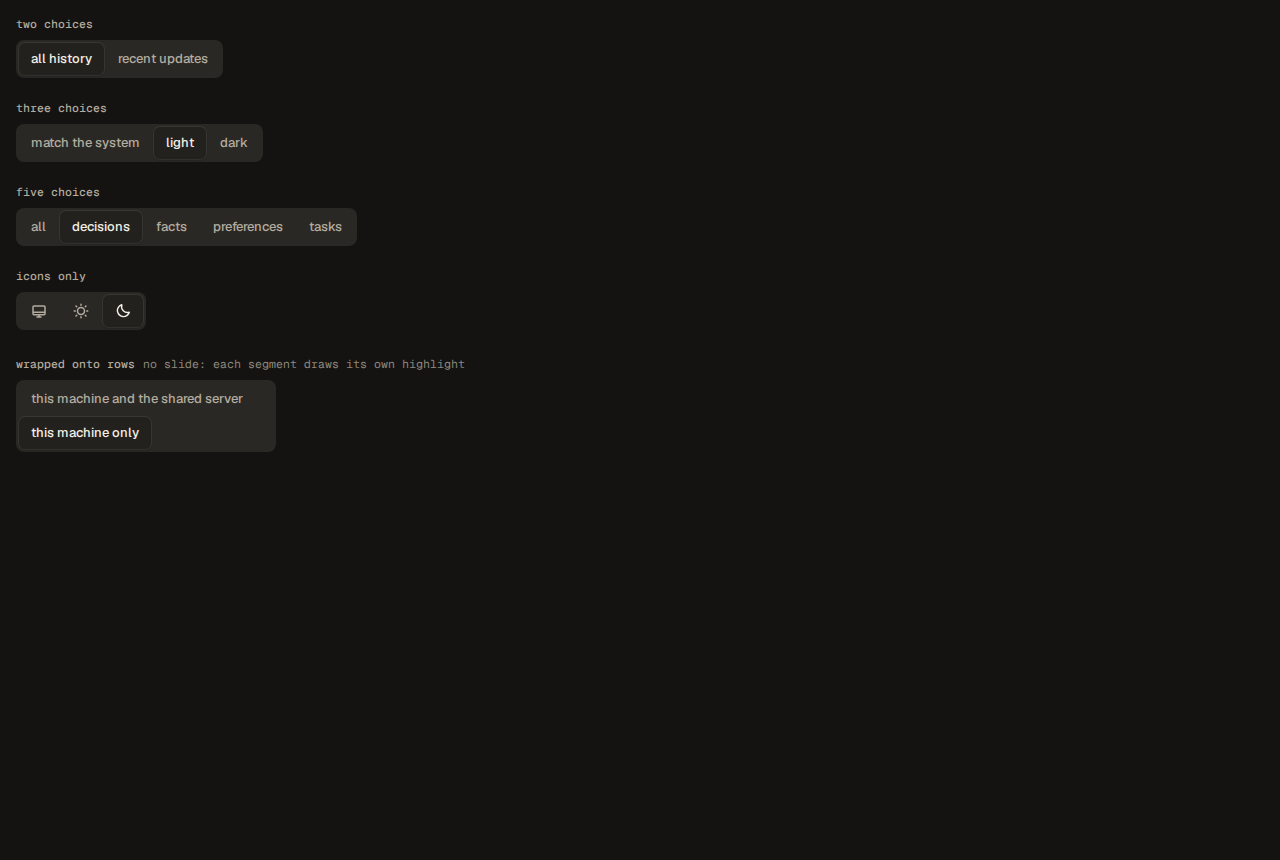 two choices
all history recent updates
three choices
match the system light dark
five choices
all decisions facts preferences tasks
icons only
wrapped onto rows no slide: each segment draws its own highlight
this machine and the shared server
this machine only